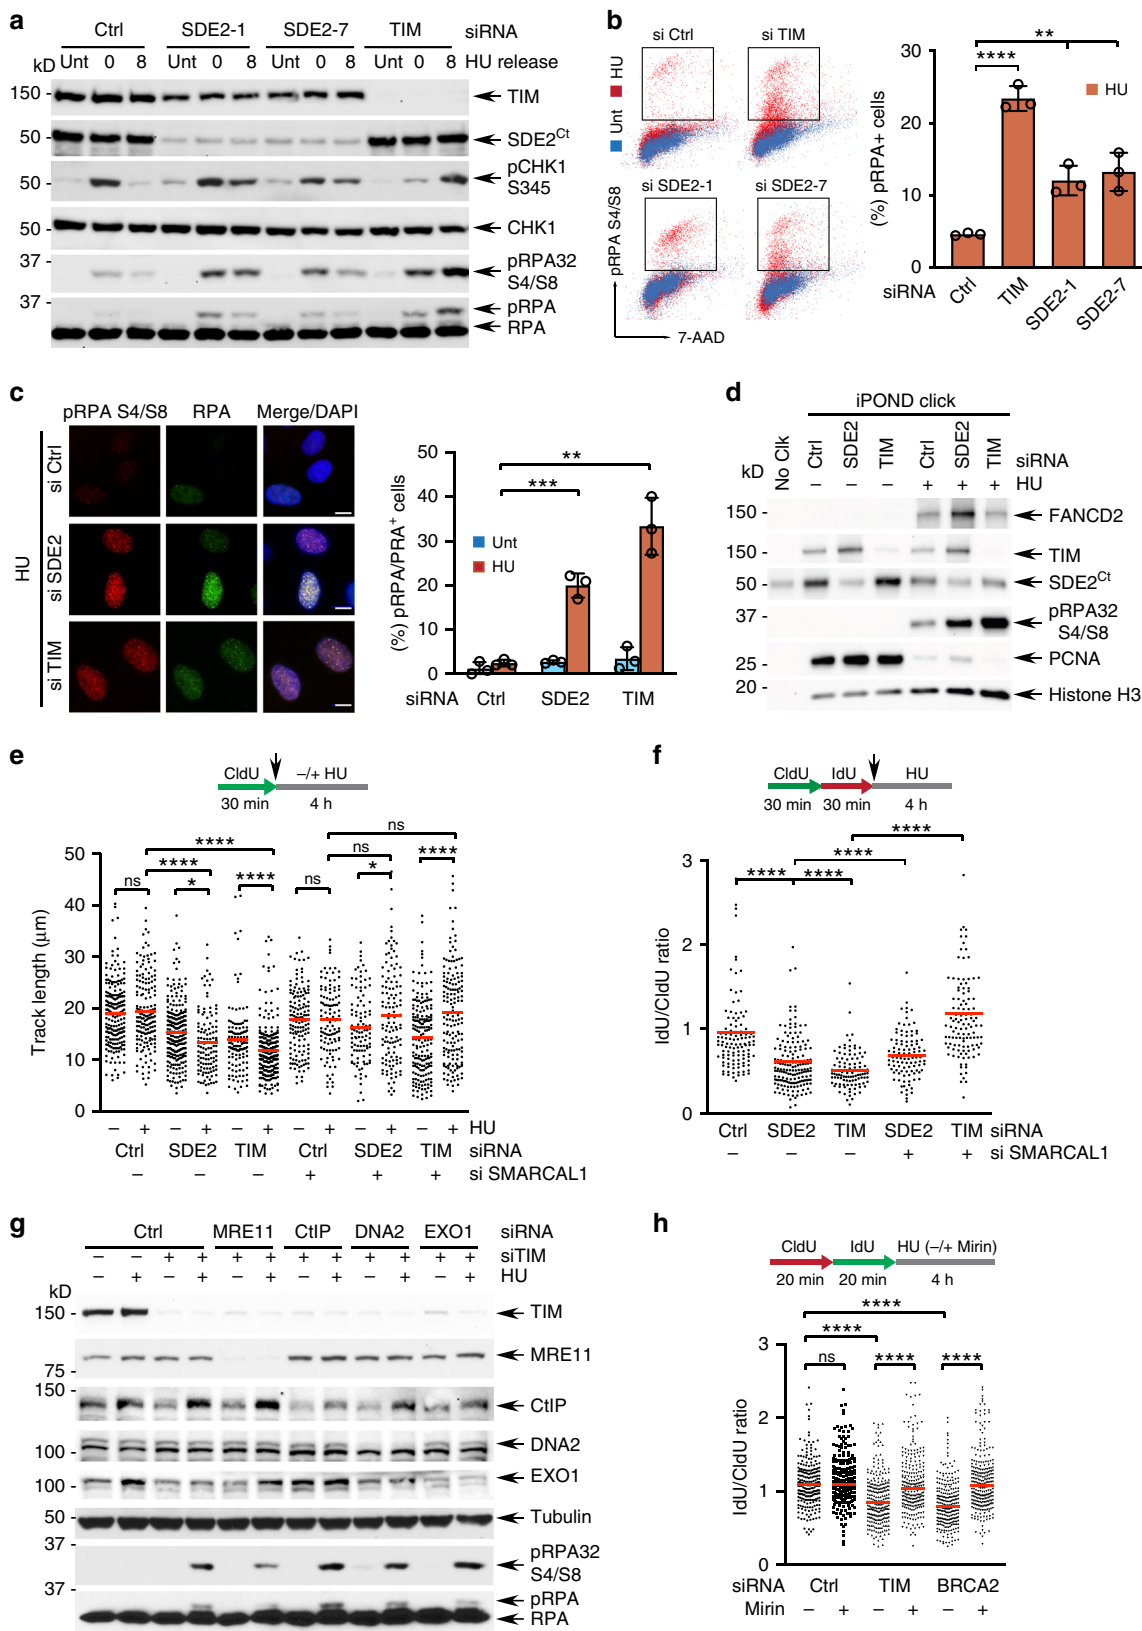 a
Ctrl SDE2-1 SDE2-7 TIM siRNA
kD Unt 0 8 Unt 0 8 Unt 0 8 Unt 0 8 HU release
150 - TIM
50 - SDE2Ct
50 - pCHK1 S345
50 - CHK1
37 - pRPA32 S4/S8
37 - pRPA
RPA
b
si Ctrl si TIM
Unt HU
si SDE2-1 si SDE2-7
pRPA S4/S8
7-AAD
(%) pRPA+ cells
30
20
10
0
** 
****
HU
siRNA Ctrl TIM SDE2-1 SDE2-7
c
pRPA S4/S8 RPA Merge/DAPI
HU
si Ctrl
si SDE2
si TIM
(%) pRPA/PRA+ cells
50
40
30
20
10
0
**
***
Unt
HU
siRNA Ctrl SDE2 TIM
d
iPOND click
kD No Clk Ctrl SDE2 TIM Ctrl SDE2 TIM siRNA
– – – + + + HU
150 - FANCD2
150 - TIM
50 - SDE2Ct
37 - pRPA32 S4/S8
25 - PCNA
20 - Histone H3
e
CldU –/+ HU
30 min 4 h
Track length (µm)
50
40
30
20
10
0
ns
**** ns
**** ****
ns * **** ns *
– + – + – + – + – + – + HU
Ctrl SDE2 TIM Ctrl SDE2 TIM siRNA
– – – + + + si SMARCAL1
f
CldU IdU HU
30 min 30 min 4 h
IdU/CldU ratio
3
2
1
0
****
****
**** ****
Ctrl SDE2 TIM SDE2 TIM siRNA
– – – + + si SMARCAL1
g
Ctrl MRE11 CtIP DNA2 EXO1 siRNA
– – + + + + + + + + + + siTIM
– + – + – + – + – + – + HU
kD
150 - TIM
MRE11
75 -
150 -
CtIP
DNA2
100 -
EXO1
100 -
50 - Tubulin
37 -
pRPA32 S4/S8
37 -
pRPA
RPA
h
CldU IdU HU (–/+ Mirin)
20 min 20 min 4 h
IdU/CldU ratio
3
2
1
0
****
****
ns **** ****
siRNA Ctrl TIM BRCA2
Mirin – + – + – +